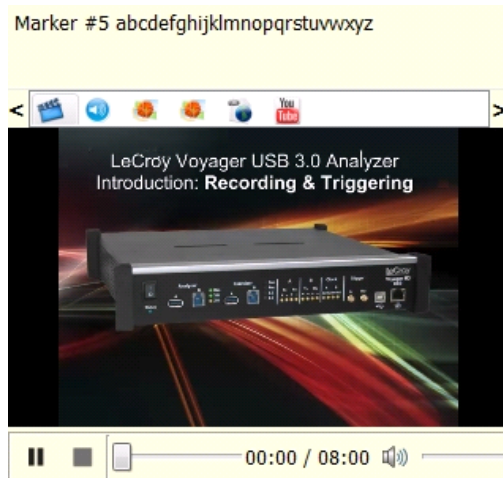 Marker #5 abcdefghijklmnopqrstuvwxyz
< You Tube >
LeCroy Voyager USB 3.0 Analyzer
Introduction: Recording & Triggering
LeCroy
00:00 / 08:00